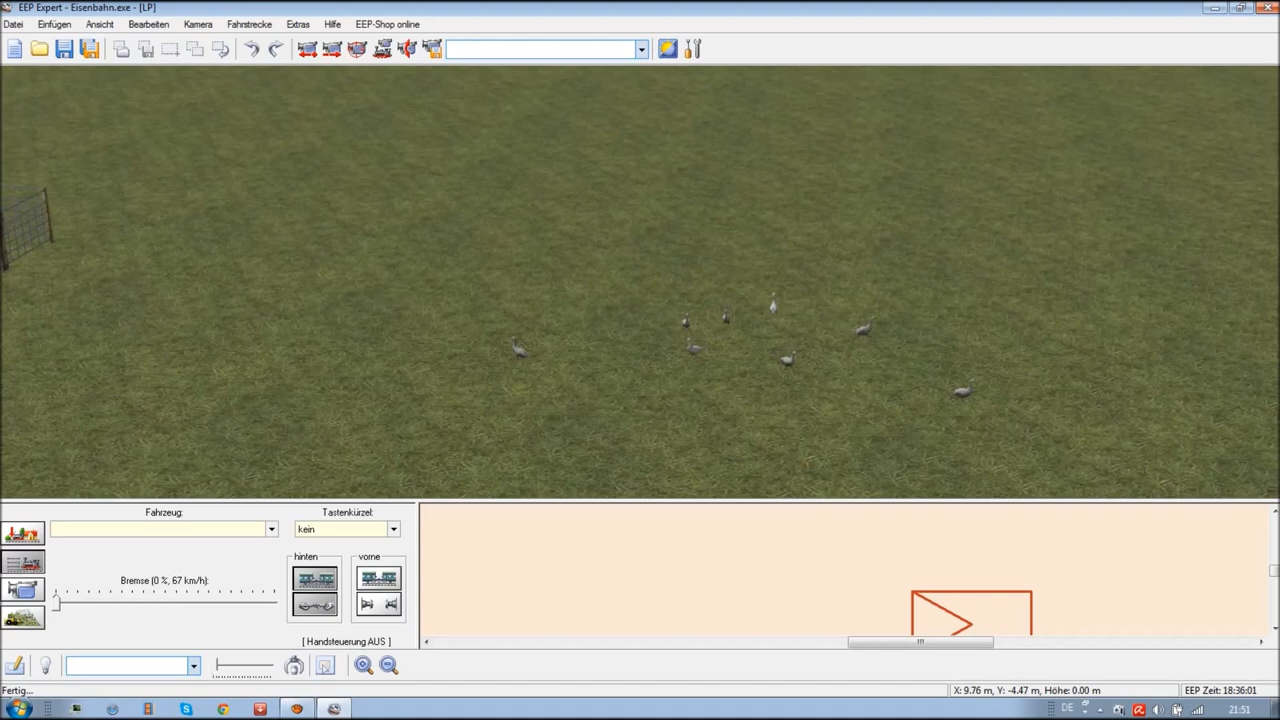 EEP Expert - Eisenbahn.exe - [LP]
Datei Einfügen Ansicht Bearbeiten Kamera Fahrstrecke Extras Hilfe EEP-Shop online
Fahrzeug: Tastenkürzel:
kein
hinten vorne
Bremse (0 %, 67 km/h):
[ Handsteuerung AUS ]
Fertig... X: 9.76 m, Y: -4.47 m, Höhe: 0.00 m EEP Zeit: 18:36:01
DE 21:51